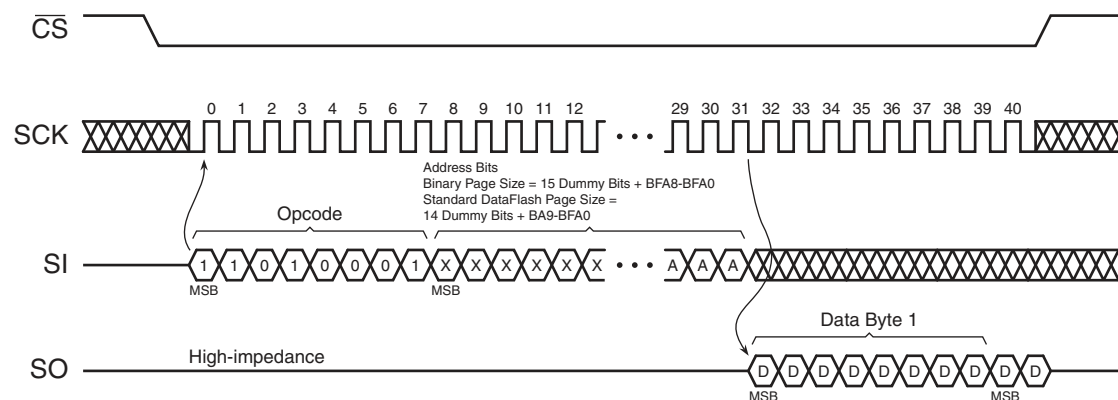 CS
SCK
0 1 2 3 4 5 6 7 8 9 10 11 12 29 30 31 32 33 34 35 36 37 38 39 40
Address Bits
Binary Page Size = 15 Dummy Bits + BFA8-BFA0
Standard DataFlash Page Size =
14 Dummy Bits + BA9-BFA0
Opcode
SI
1 1 0 1 0 0 0 1 X X X X X X A A A
MSB MSB
Data Byte 1
High-impedance
SO
D D D D D D D D D D
MSB MSB